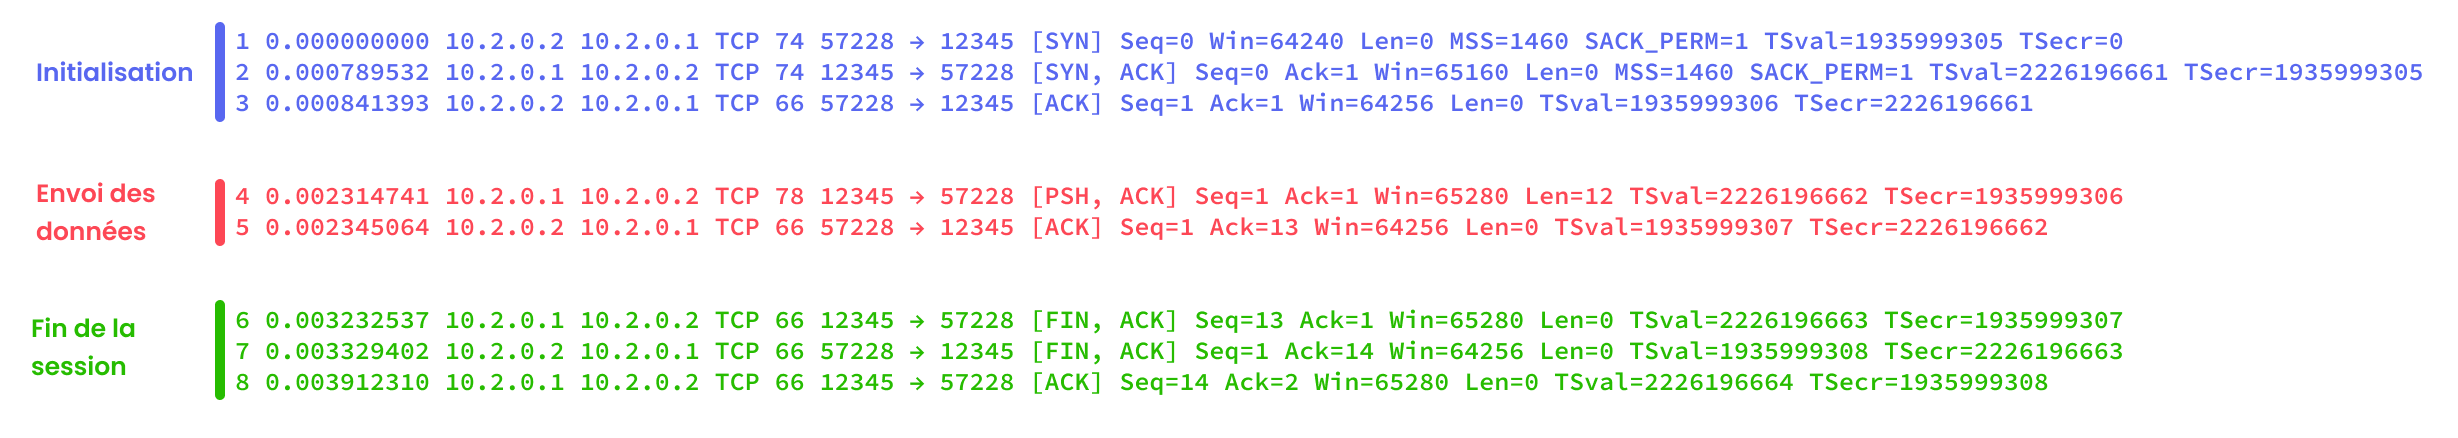 Initialisation
1 0.000000000 10.2.0.2 10.2.0.1 TCP 74 57228 → 12345 [SYN] Seq=0 Win=64240 Len=0 MSS=1460 SACK_PERM=1 TSval=1935999305 TSecr=0
2 0.000789532 10.2.0.1 10.2.0.2 TCP 74 12345 → 57228 [SYN, ACK] Seq=0 Ack=1 Win=65160 Len=0 MSS=1460 SACK_PERM=1 TSval=2226196661 TSecr=1935999305
3 0.000841393 10.2.0.2 10.2.0.1 TCP 66 57228 → 12345 [ACK] Seq=1 Ack=1 Win=64256 Len=0 TSval=1935999306 TSecr=2226196661
Envoi des
données
4 0.002314741 10.2.0.1 10.2.0.2 TCP 78 12345 → 57228 [PSH, ACK] Seq=1 Ack=1 Win=65280 Len=12 TSval=2226196662 TSecr=1935999306
5 0.002345064 10.2.0.2 10.2.0.1 TCP 66 57228 → 12345 [ACK] Seq=1 Ack=13 Win=64256 Len=0 TSval=1935999307 TSecr=2226196662
Fin de la
session
6 0.003232537 10.2.0.1 10.2.0.2 TCP 66 12345 → 57228 [FIN, ACK] Seq=13 Ack=1 Win=65280 Len=0 TSval=2226196663 TSecr=1935999307
7 0.003329402 10.2.0.2 10.2.0.1 TCP 66 57228 → 12345 [FIN, ACK] Seq=1 Ack=14 Win=64256 Len=0 TSval=1935999308 TSecr=2226196663
8 0.003912310 10.2.0.1 10.2.0.2 TCP 66 12345 → 57228 [ACK] Seq=14 Ack=2 Win=65280 Len=0 TSval=2226196664 TSecr=1935999308